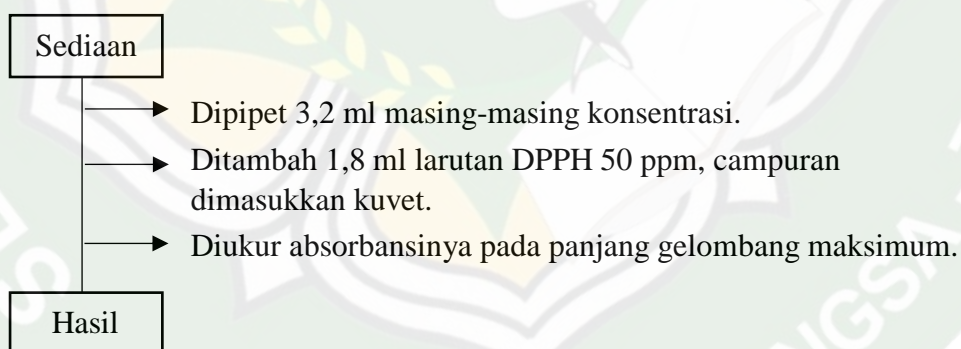 Sediaan
Dipipet 3,2 ml masing-masing konsentrasi.
Ditambah 1,8 ml larutan DPPH 50 ppm, campuran
dimasukkan kuvet.
Diukur absorbansinya pada panjang gelombang maksimum.
Hasil